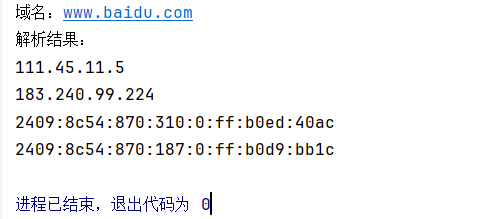 域名：www.baidu.com
解析结果：
111.45.11.5
183.240.99.224
2409:8c54:870:310:0:ff:b0ed:40ac
2409:8c54:870:187:0:ff:b0d9:bb1c
进程已结束，退出代码为 0